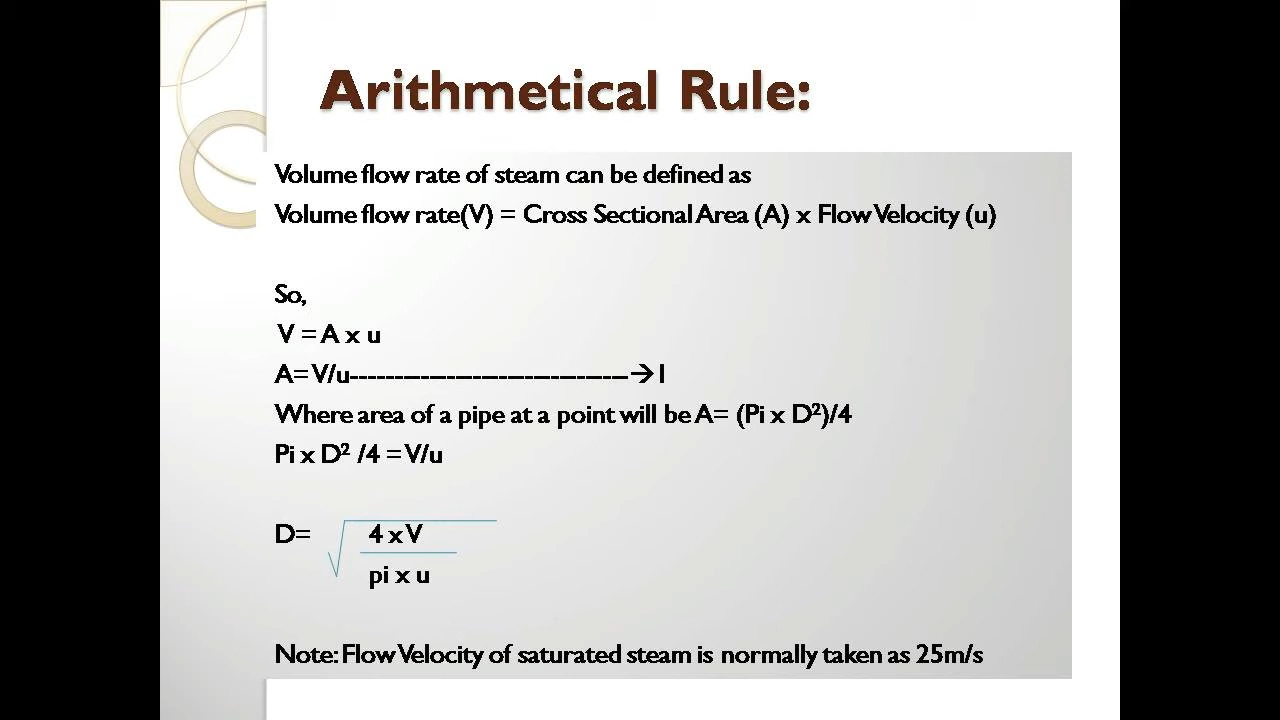 Arithmetical Rule:
Volume flow rate of steam can be defined as
Volume flow rate(V) = Cross Sectional Area (A) x Flow Velocity (u)
So,
V = A x u
A= V/u-------------------------------→1
Where area of a pipe at a point will be A= (Pi x D²)/4
Pi x D² /4 = V/u
D= √ 4 x V
pi x u
Note: Flow Velocity of saturated steam is normally taken as 25m/s